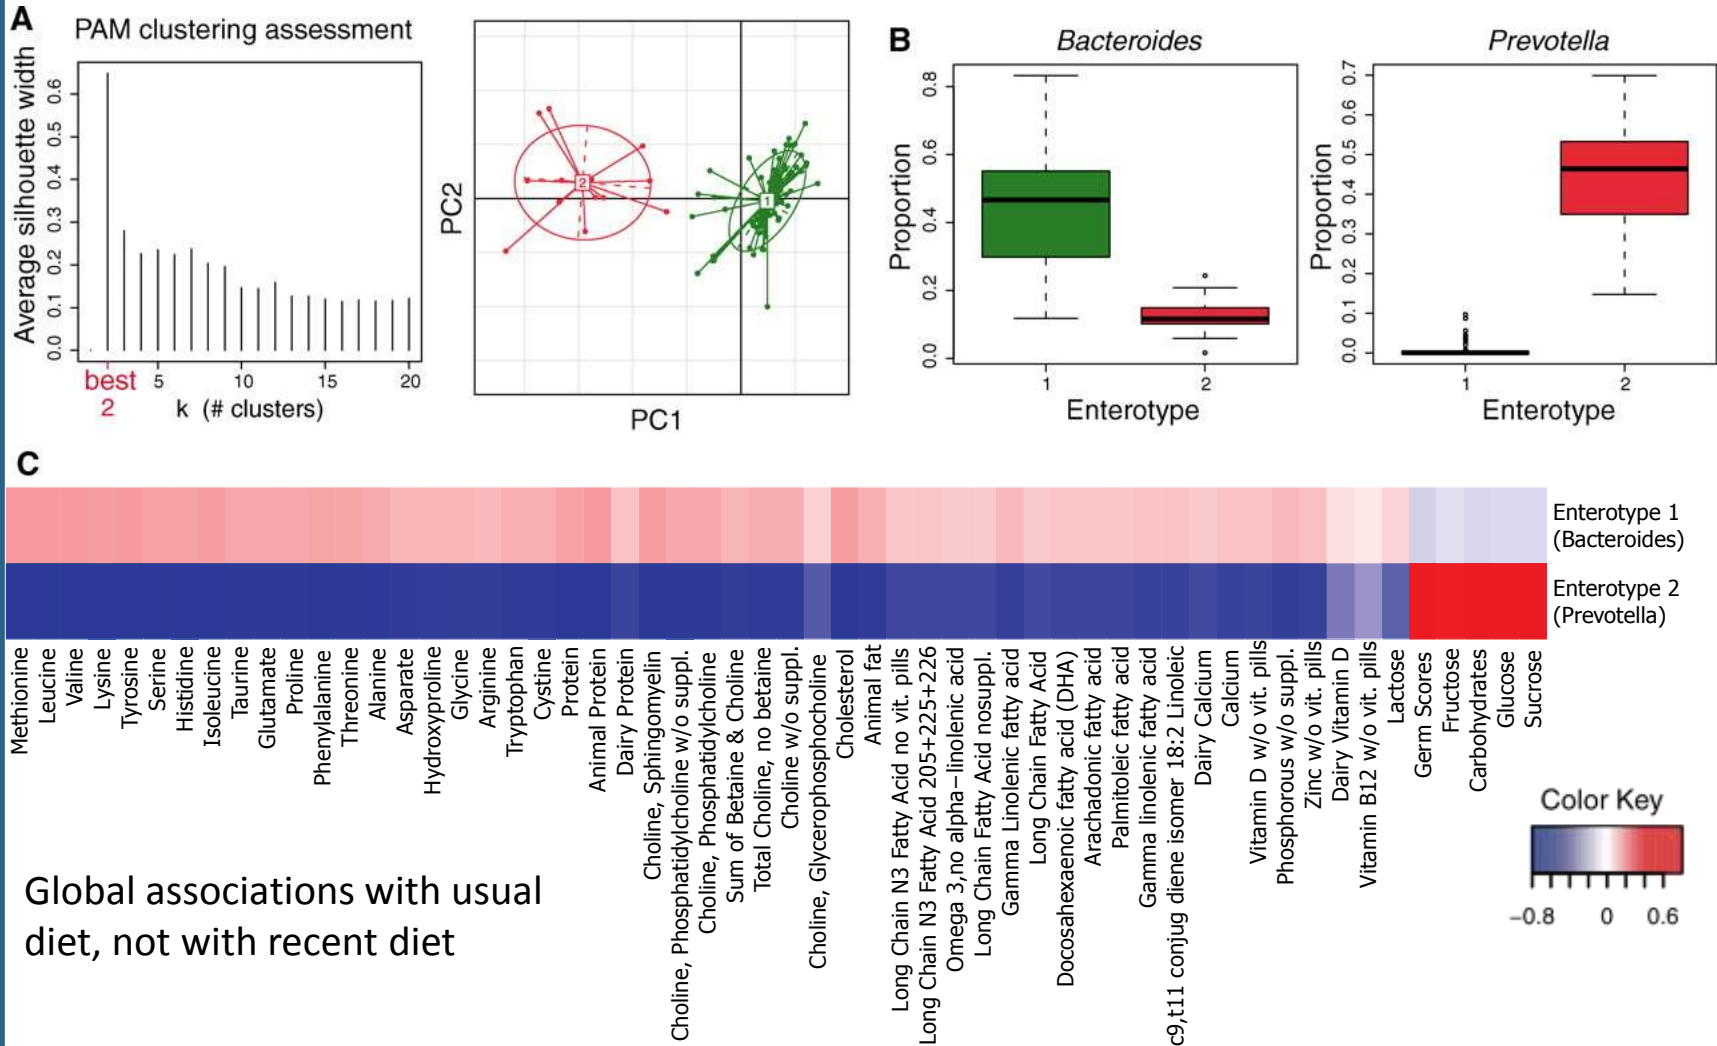 A
PAM clustering assessment
Average silhouette width
0.0
0.1
0.2
0.3
0.4
0.5
0.6
best
2
5
10
15
20
k (# clusters)
PC2
2
1
PC1
B
Bacteroides
Proportion
0.0
0.2
0.4
0.6
0.8
1
2
Enterotype
Prevotella
Proportion
0.0
0.1
0.2
0.3
0.4
0.5
0.6
0.7
1
2
Enterotype
C
Enterotype 1
(Bacteroides)
Enterotype 2
(Prevotella)
Methionine
Leucine
Valine
Lysine
Tyrosine
Serine
Histidine
Isoleucine
Taurine
Glutamate
Proline
Phenylalanine
Threonine
Alanine
Asparate
Hydroxyproline
Glycine
Arginine
Tryptophan
Cystine
Protein
Animal Protein
Dairy Protein
Choline, Sphingomyelin
Choline, Phosphatidylcholine w/o suppl.
Choline, Phosphatidylcholine
Sum of Betaine & Choline
Total Choline, no betaine
Choline w/o suppl.
Choline, Glycerophosphocholine
Cholesterol
Animal fat
Long Chain N3 Fatty Acid no vit. pills
Long Chain N3 Fatty Acid 205+225+226
Omega 3,no alpha−linolenic acid
Long Chain Fatty Acid nosuppl.
Gamma Linolenic fatty acid
Long Chain Fatty Acid
Docosahexaenoic fatty acid (DHA)
Arachadonic fatty acid
Palmitoleic fatty acid
Gamma linolenic fatty acid
c9,t11 conjug diene isomer 18:2 Linoleic
Dairy Calcium
Calcium
Vitamin D w/o vit. pills
Phosphorous w/o suppl.
Zinc w/o vit. pills
Dairy Vitamin D
Vitamin B12 w/o vit. pills
Lactose
Germ Scores
Fructose
Carbohydrates
Glucose
Sucrose
Color Key
−0.8
0
0.6
Global associations with usual
diet, not with recent diet